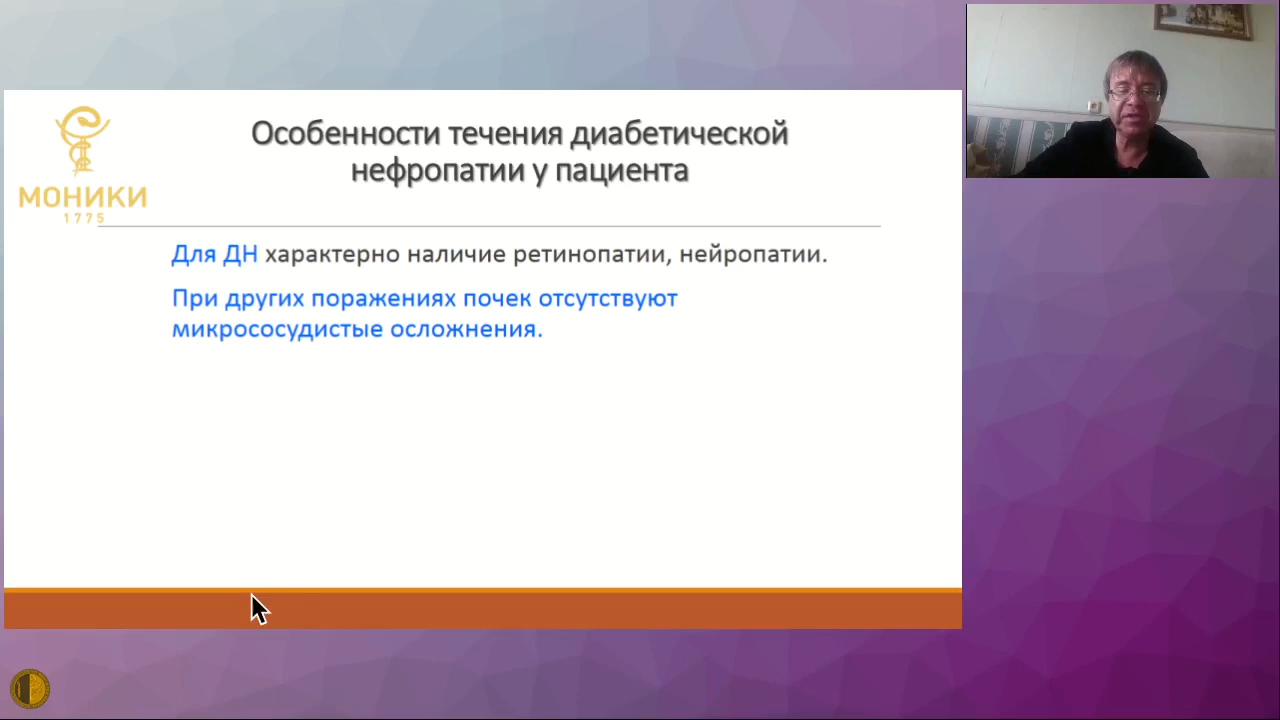 Особенности течения диабетической
нефропатии у пациента
МОНИКИ
1775
Для ДН характерно наличие ретинопатии, нейропатии.
При других поражениях почек отсутствуют
микрососудистые осложнения.